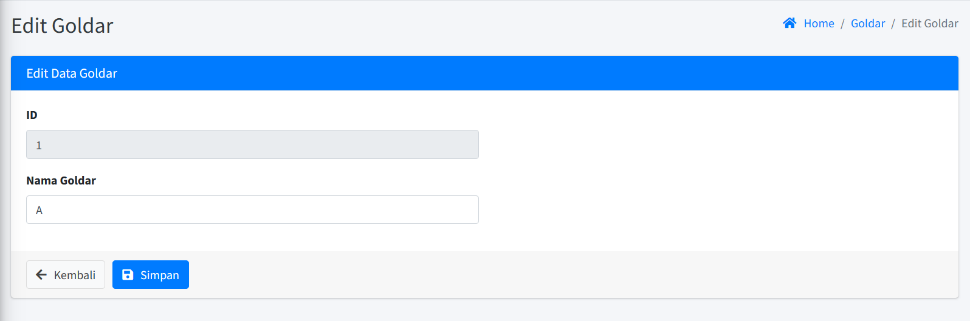 Edit Goldar
Home / Goldar / Edit Goldar
Edit Data Goldar
ID
1
Nama Goldar
A
Kembali
Simpan